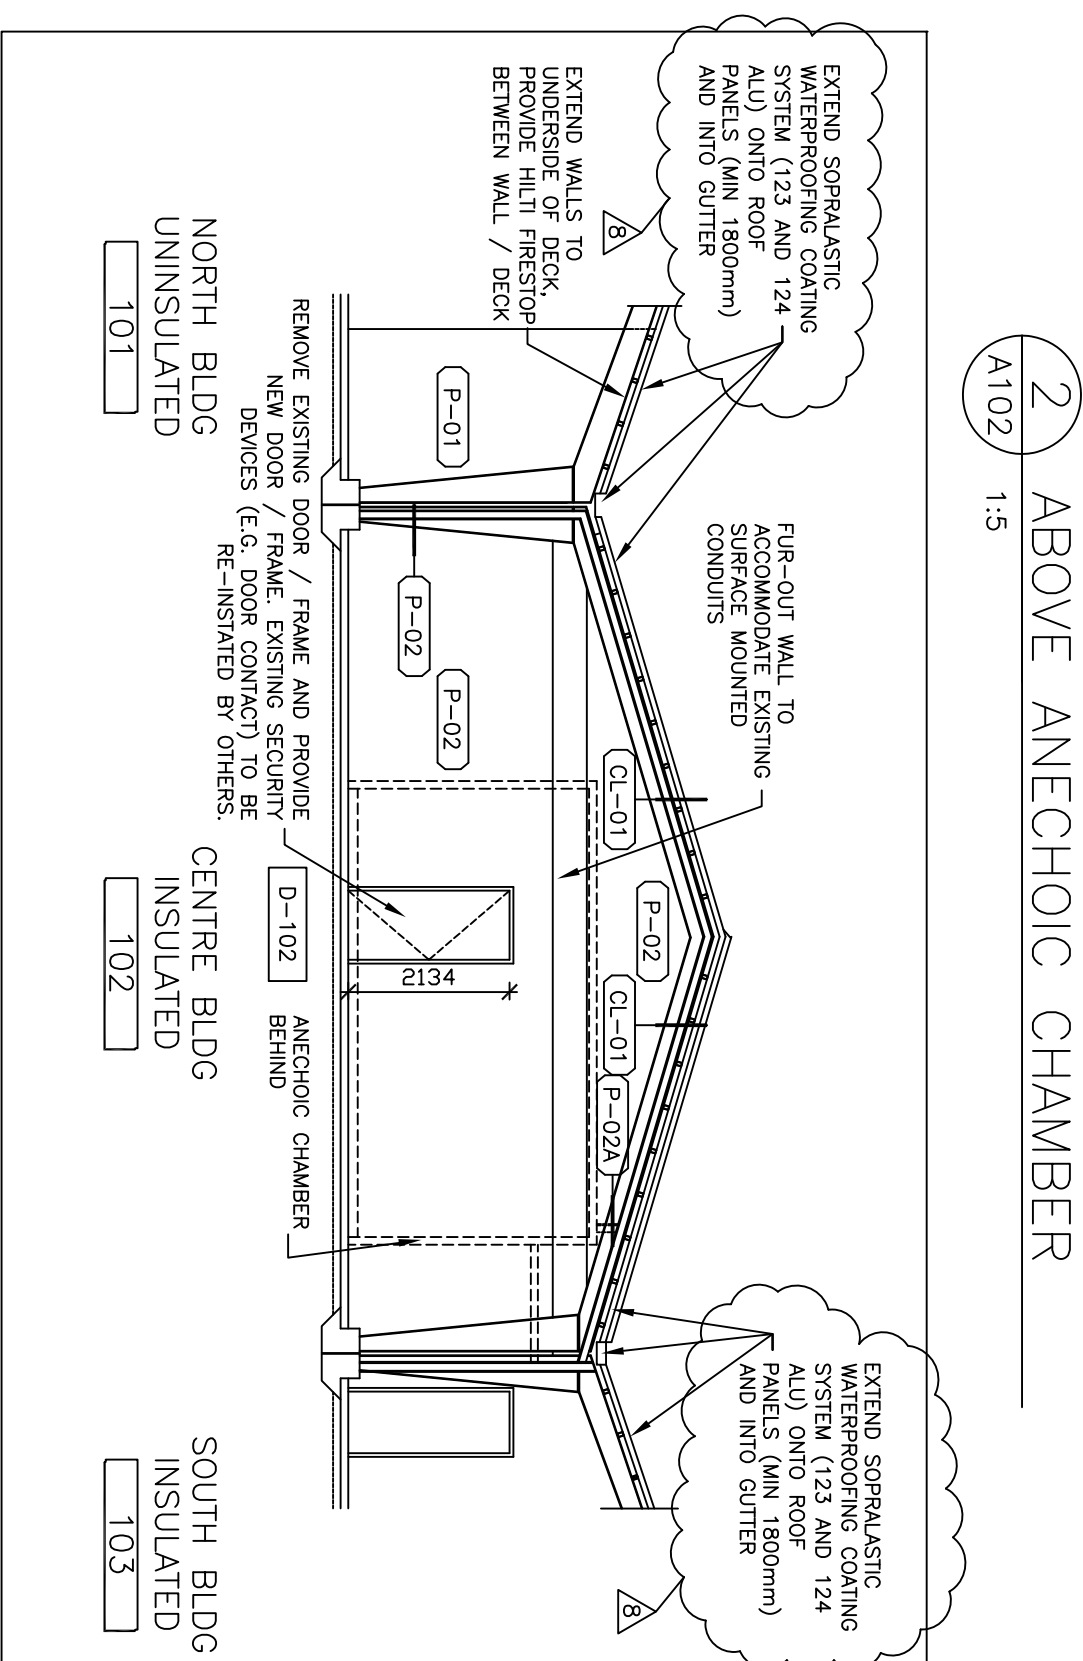 2
A102
ABOVE ANECHOIC CHAMBER
1:5
EXTEND SOPRALASTIC
WATERPROOFING COATING
SYSTEM (123 AND 124
ALU) ONTO ROOF
PANELS (MIN 1800mm)
AND INTO GUTTER
8
EXTEND WALLS TO
UNDERSIDE OF DECK,
PROVIDE HILTI FIRESTOP
BETWEEN WALL / DECK
FUR-OUT WALL TO
ACCOMMODATE EXISTING
SURFACE MOUNTED
CONDUITS
EXTEND SOPRALASTIC
WATERPROOFING COATING
SYSTEM (123 AND 124
ALU) ONTO ROOF
PANELS (MIN 1800mm)
AND INTO GUTTER
8
CL-01
P-02
CL-01
P-02A
P-01
P-02
P-02
2134
REMOVE EXISTING DOOR / FRAME AND PROVIDE
NEW DOOR / FRAME. EXISTING SECURITY
DEVICES (E.G. DOOR CONTACT) TO BE
RE-INSTATED BY OTHERS.
D-102
ANECHOIC CHAMBER
BEHIND
NORTH BLDG
UNINSULATED
101
CENTRE BLDG
INSULATED
102
SOUTH BLDG
INSULATED
103